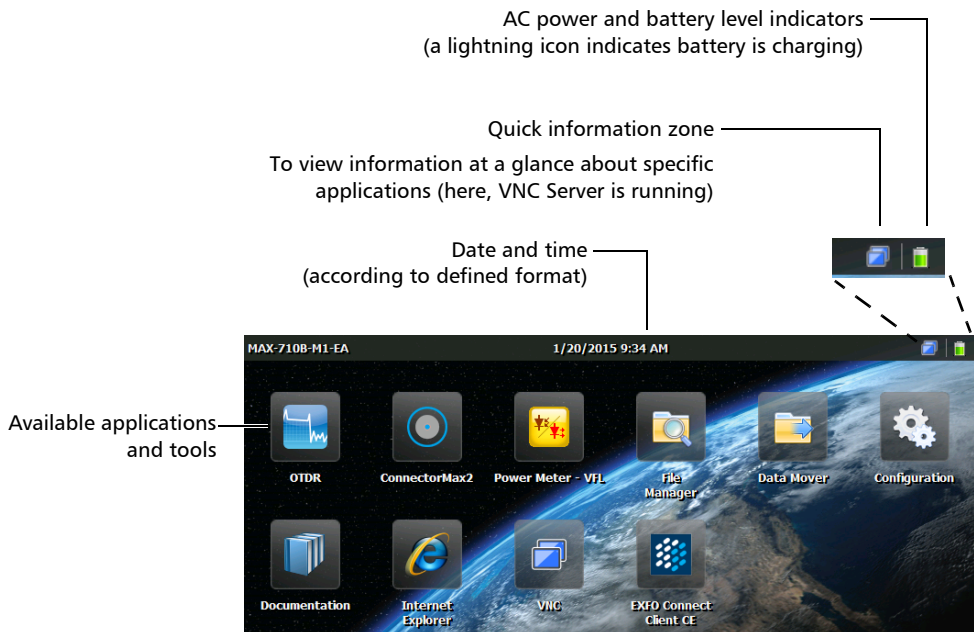 AC power and battery level indicators
(a lightning icon indicates battery is charging)
Quick information zone
To view information at a glance about specific
applications (here, VNC Server is running)
Date and time
(according to defined format)
MAX-710B-M1-EA
1/20/2015 9:34 AM
Available applications
and tools
OTDR
ConnectorMax2
Power Meter - VFL
File
Manager
Data Mover
Configuration
Documentation
Internet
Explorer
VNC
EXFO Connect
Client CE